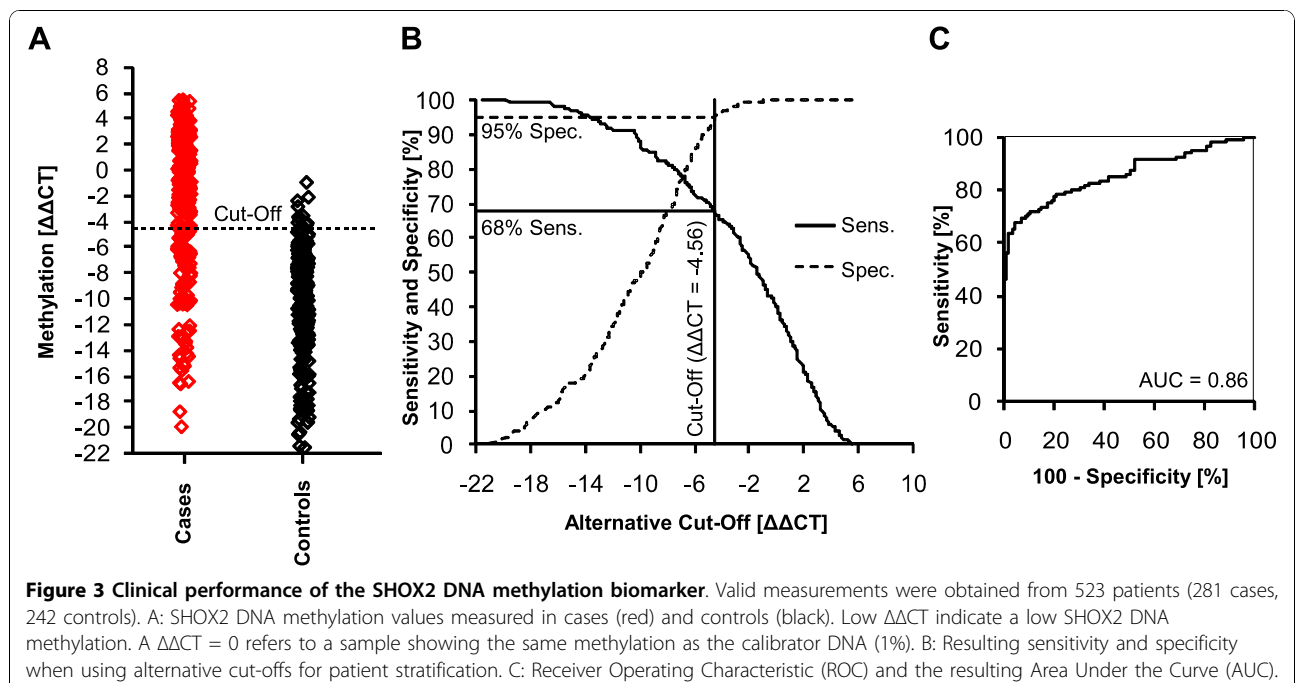 A
8
6
4
2
0
-2
-4
-6
-8
-10
-12
-14
-16
-18
-20
-22
Methylation [ΔΔCT]
Cut-Off
Cases
Controls
B
100
90
80
70
60
50
40
30
20
10
0
Sensitivity and Specificity [%]
95% Spec.
68% Sens.
Cut-Off (ΔΔCT = -4.56)
Sens.
Spec.
-22
-18
-14
-10
-6
-2
2
6
10
Alternative Cut-Off [ΔΔCT]
C
100
80
60
40
20
0
Sensitivity [%]
AUC = 0.86
0
20
40
60
80
100
100 - Specificity [%]
Figure 3 Clinical performance of the SHOX2 DNA methylation biomarker. Valid measurements were obtained from 523 patients (281 cases,
242 controls). A: SHOX2 DNA methylation values measured in cases (red) and controls (black). Low ΔΔCT indicate a low SHOX2 DNA
methylation. A ΔΔCT = 0 refers to a sample showing the same methylation as the calibrator DNA (1%). B: Resulting sensitivity and specificity
when using alternative cut-offs for patient stratification. C: Receiver Operating Characteristic (ROC) and the resulting Area Under the Curve (AUC).